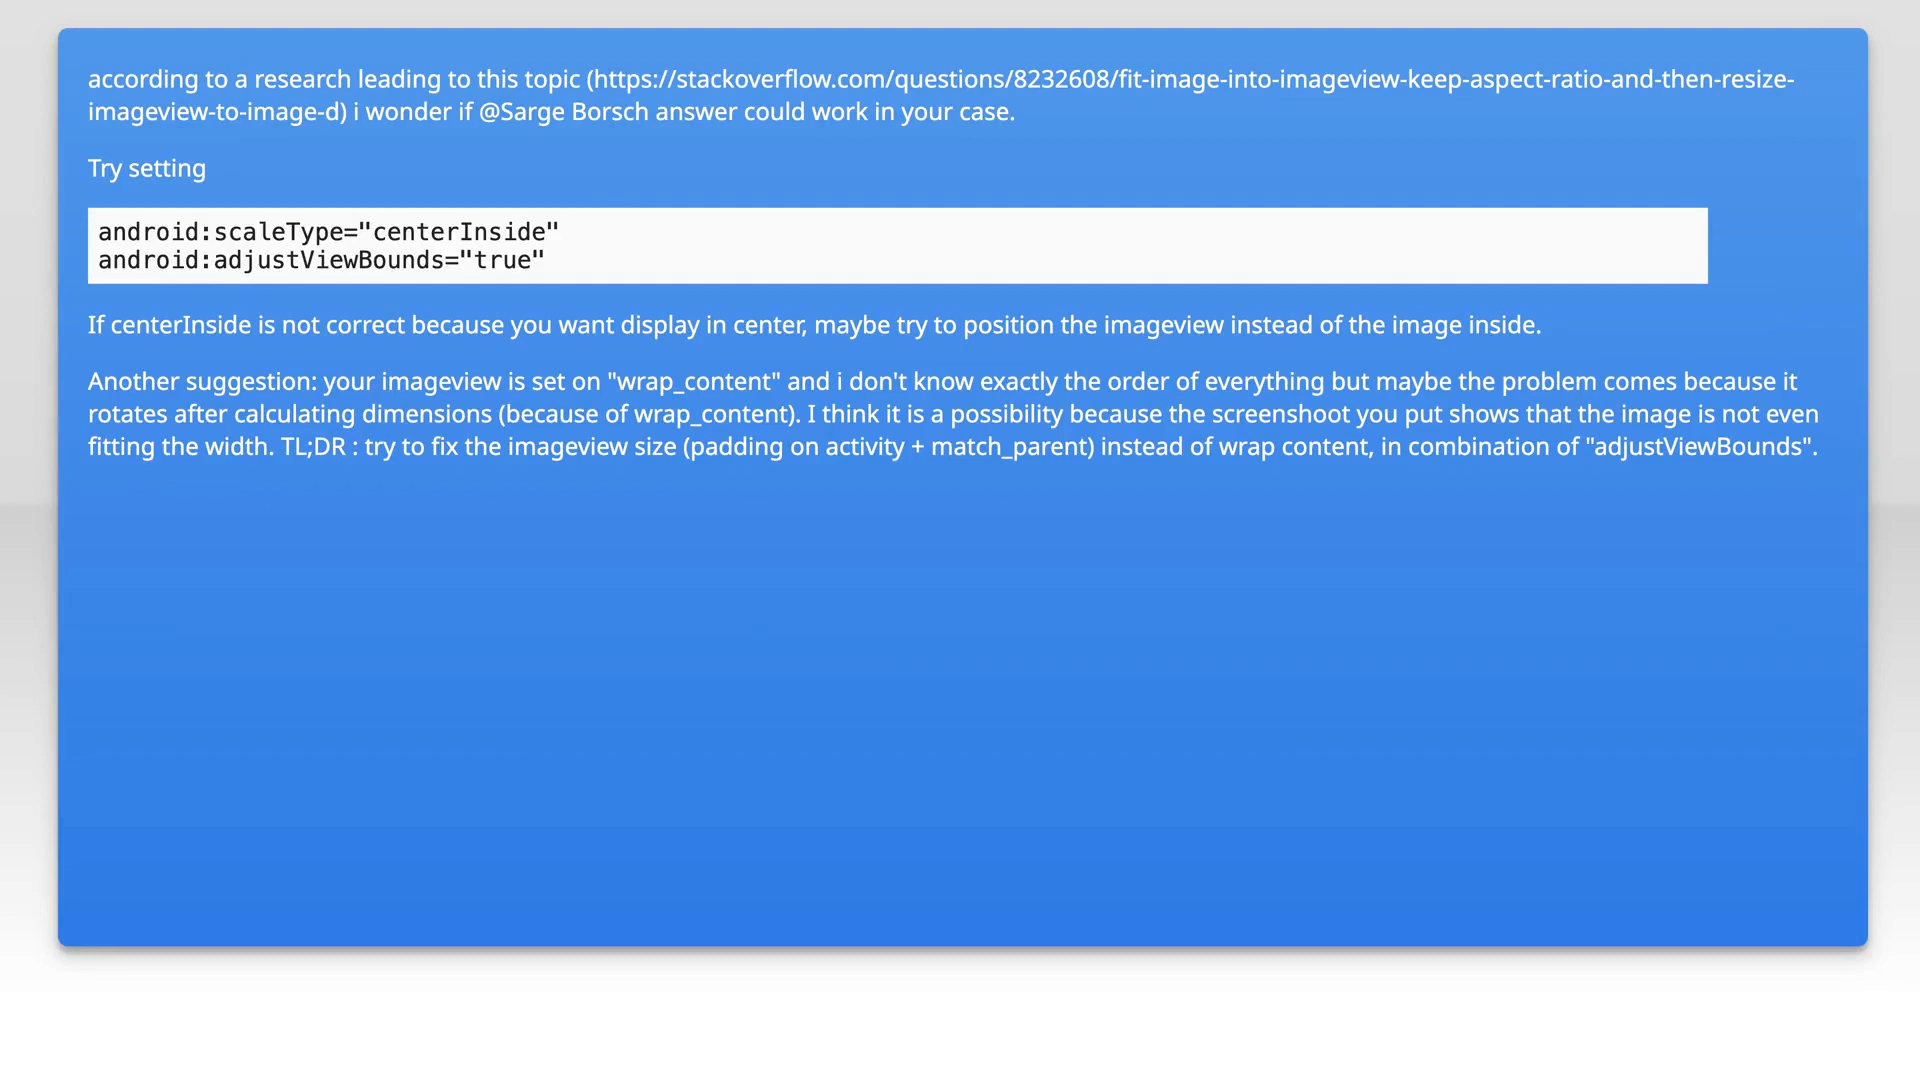 according to a research leading to this topic (https://stackoverflow.com/questions/8232608/fit-image-into-imageview-keep-aspect-ratio-and-then-resize-
imageview-to-image-d) i wonder if @Sarge Borsch answer could work in your case.
Try setting
android:scaleType="centerInside"
android:adjustViewBounds="true"
If centerInside is not correct because you want display in center, maybe try to position the imageview instead of the image inside.
Another suggestion: your imageview is set on "wrap_content" and i don't know exactly the order of everything but maybe the problem comes because it
rotates after calculating dimensions (because of wrap_content). I think it is a possibility because the screenshoot you put shows that the image is not even
fitting the width. TL;DR : try to fix the imageview size (padding on activity + match_parent) instead of wrap content, in combination of "adjustViewBounds".